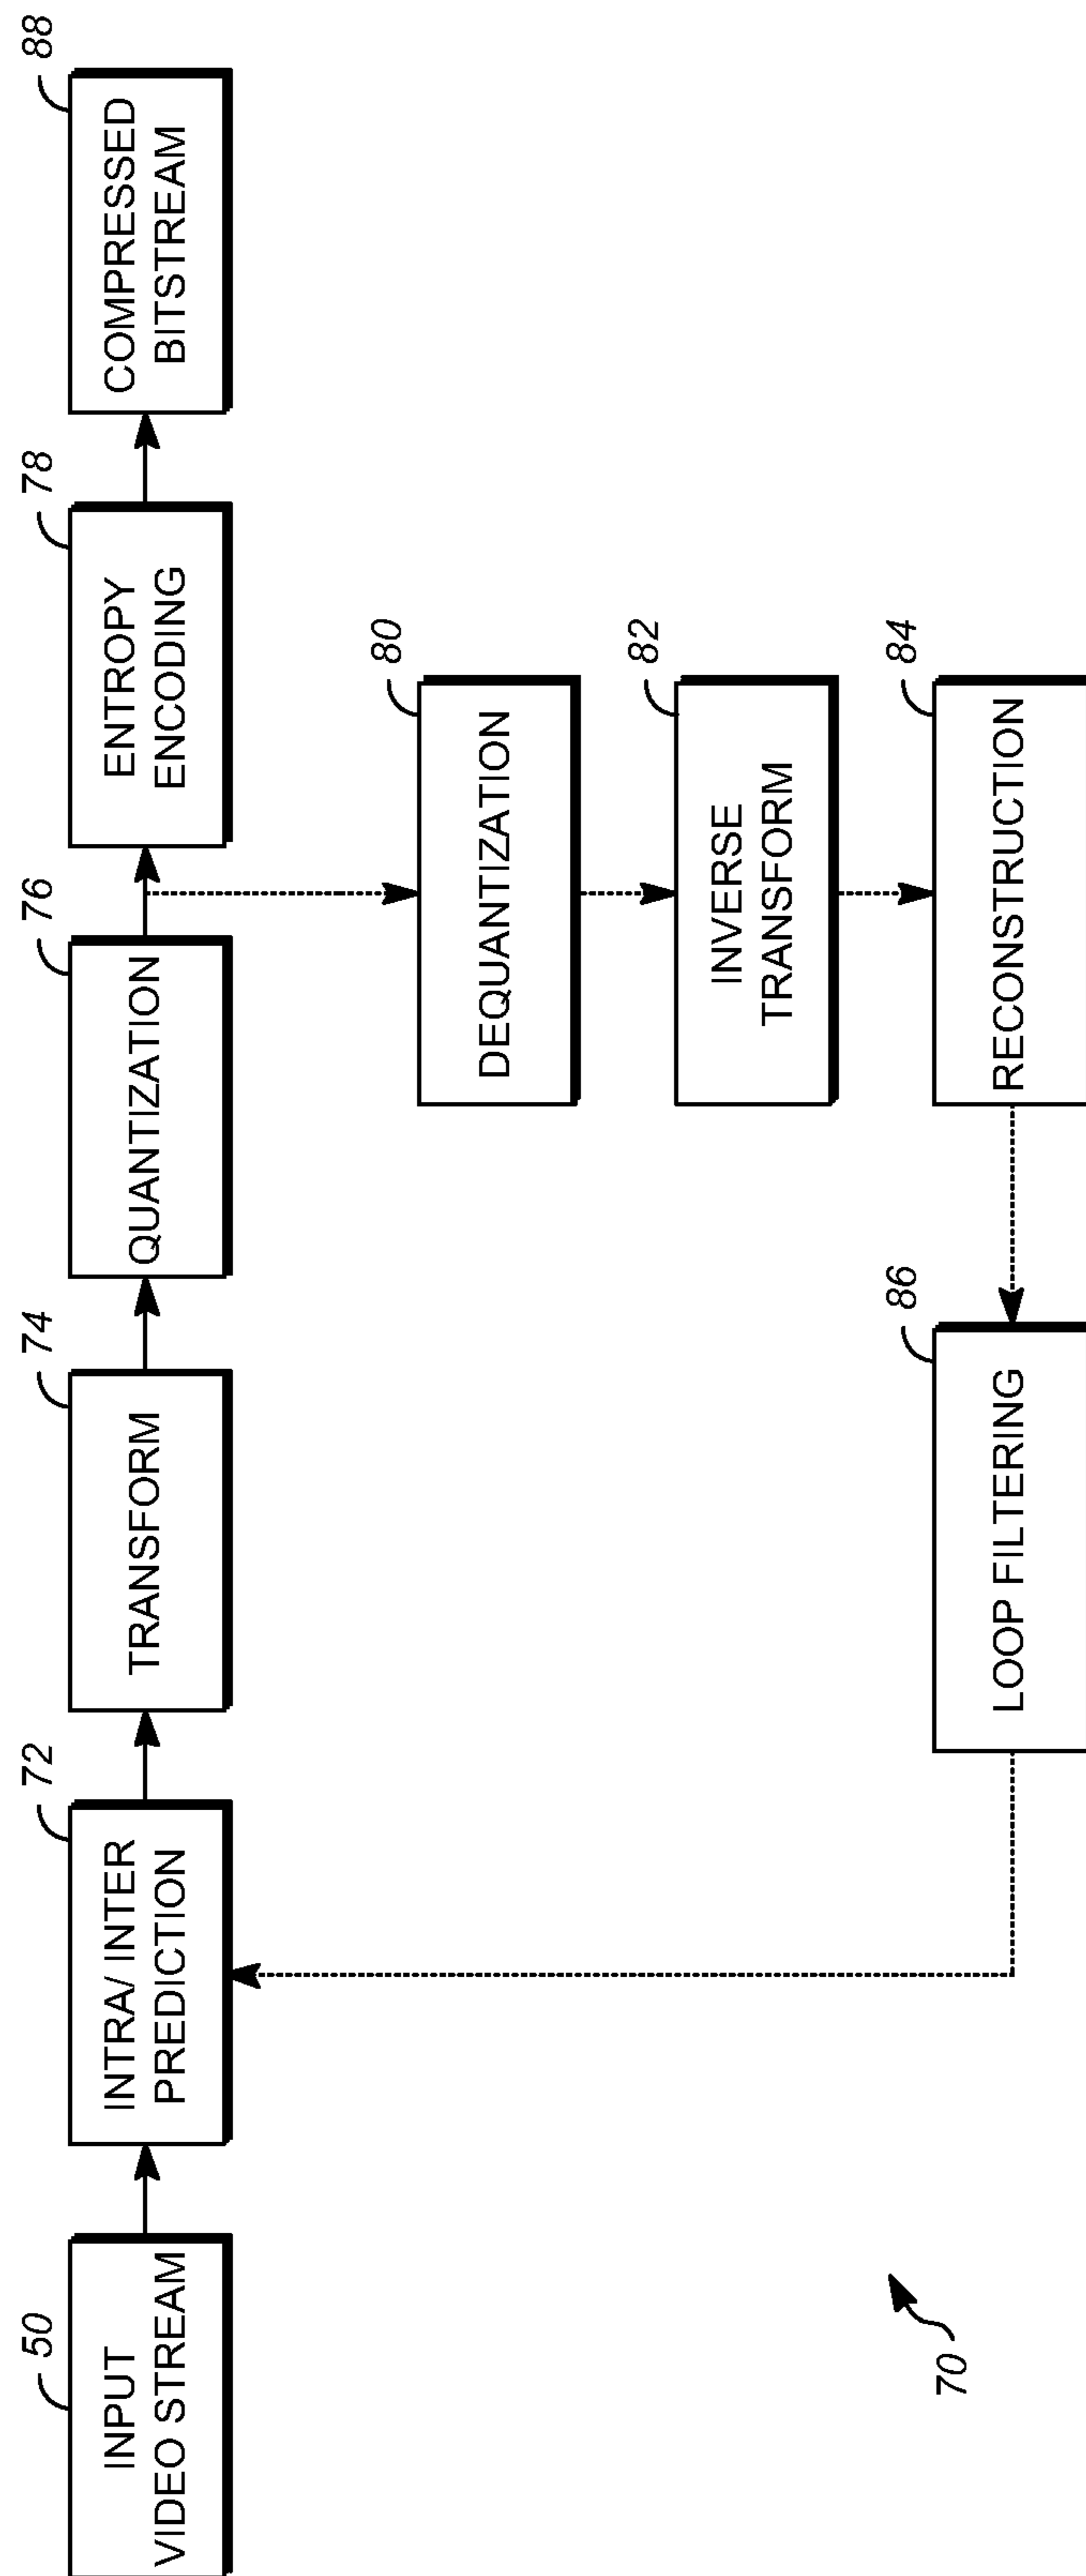 50
INPUT
VIDEO STREAM
72
INTRA/ INTER
PREDICTION
74
TRANSFORM
76
QUANTIZATION
78
ENTROPY
ENCODING
88
COMPRESSED
BITSTREAM
80
DEQUANTIZATION
82
INVERSE
TRANSFORM
86
LOOP FILTERING
84
RECONSTRUCTION
70